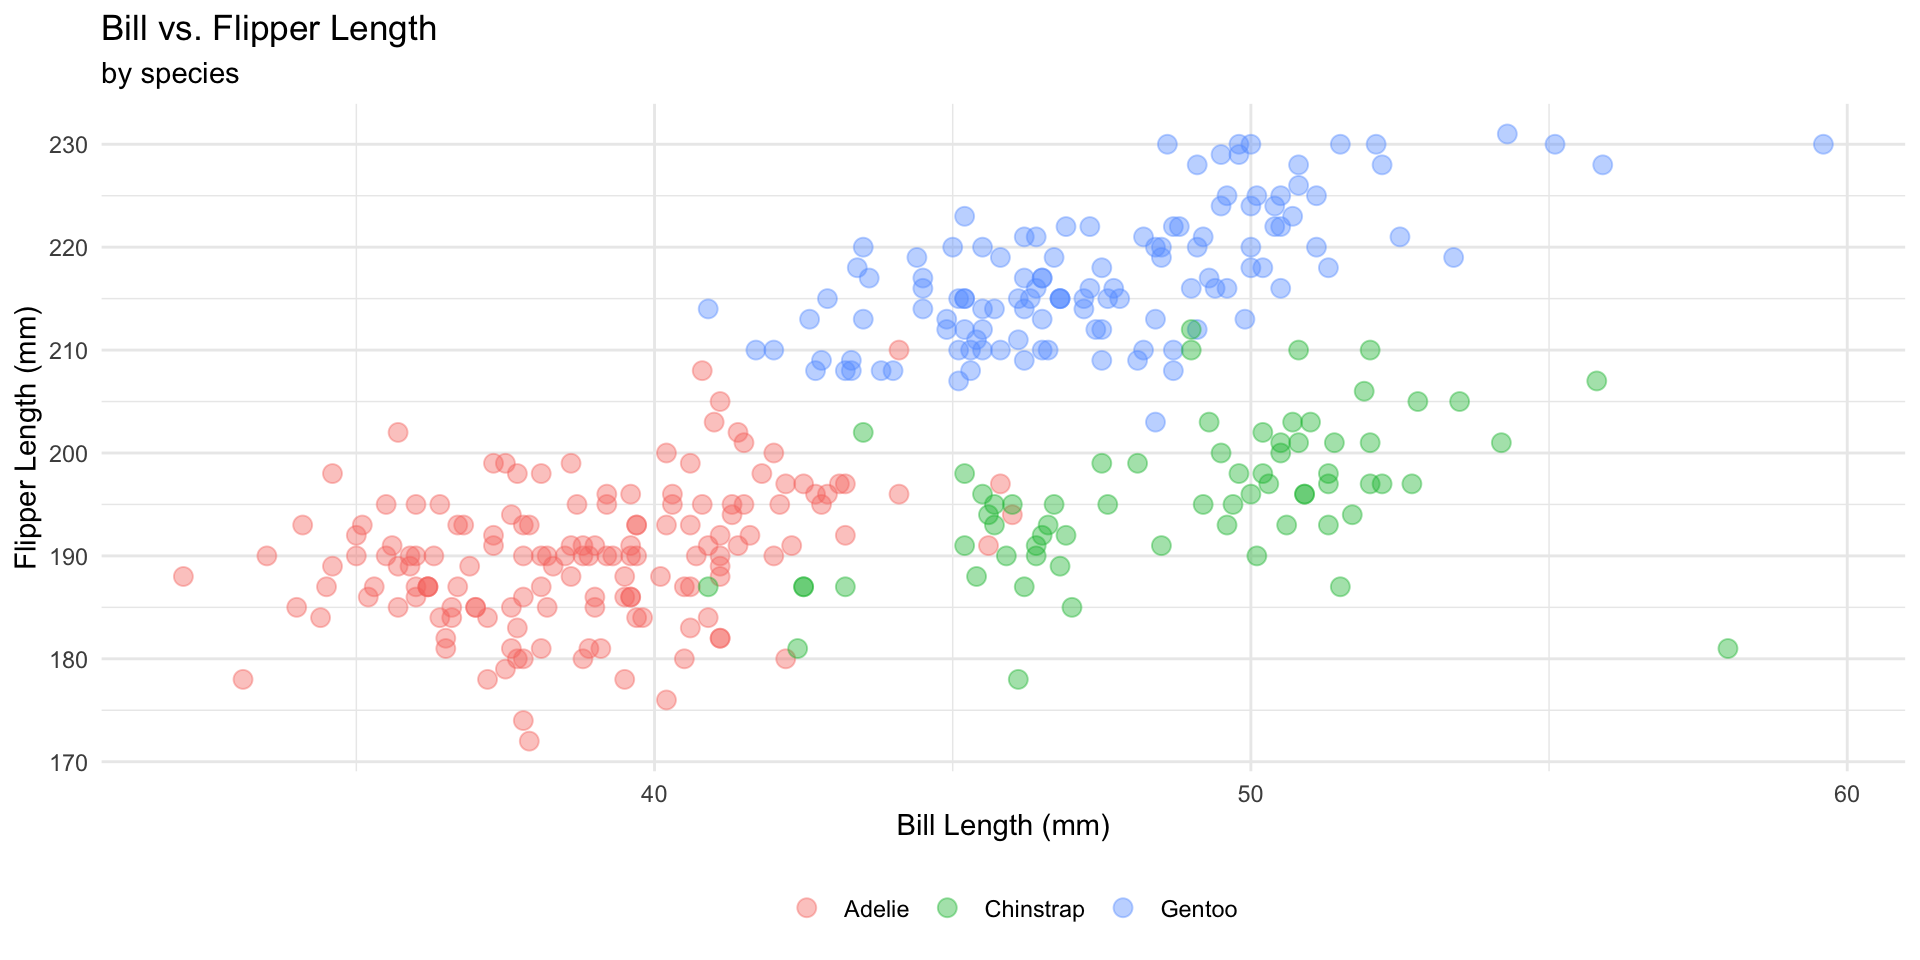 Bill vs. Flipper Length
by species
230
220
210
200
190
180
170
Flipper Length (mm)
40 50 60
Bill Length (mm)
Adelie Chinstrap Gentoo